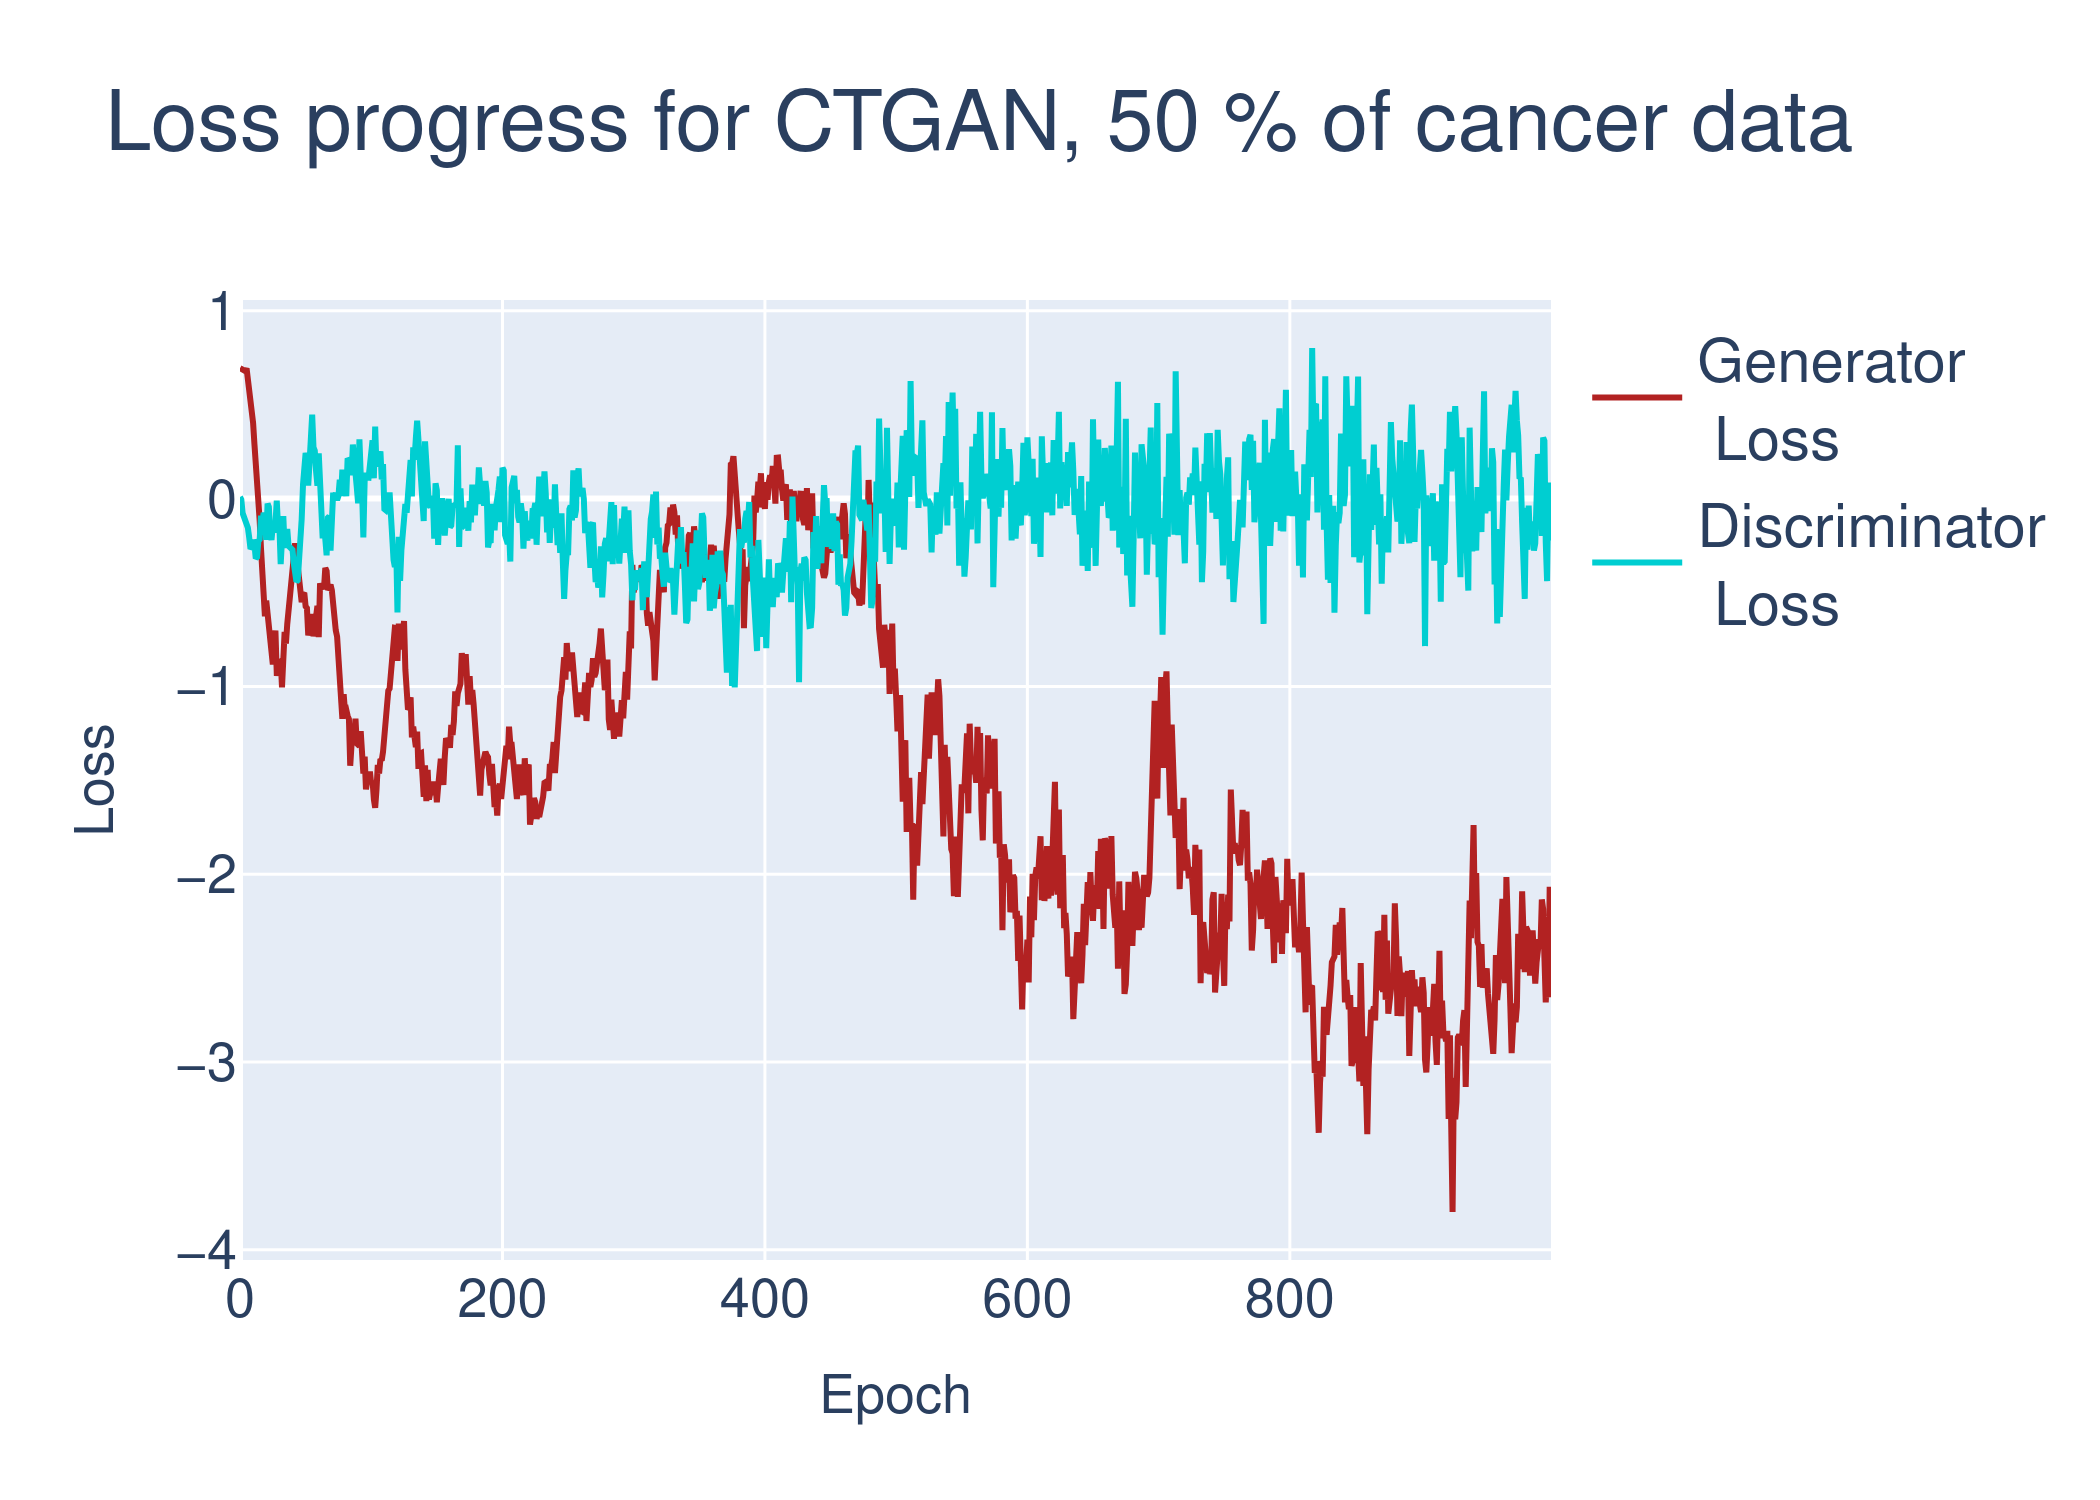 Loss progress for CTGAN, 50 % of cancer data
1
0
−1
−2
−3
−4
Loss
0 200 400 600 800
Epoch
Generator
Loss
Discriminator
Loss